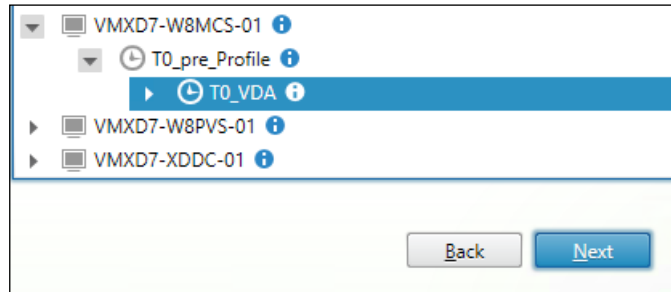 VMXD7-W8MCS-01
T0_pre_Profile
T0_VDA
VMXD7-W8PVS-01
VMXD7-XDDC-01
Back Next